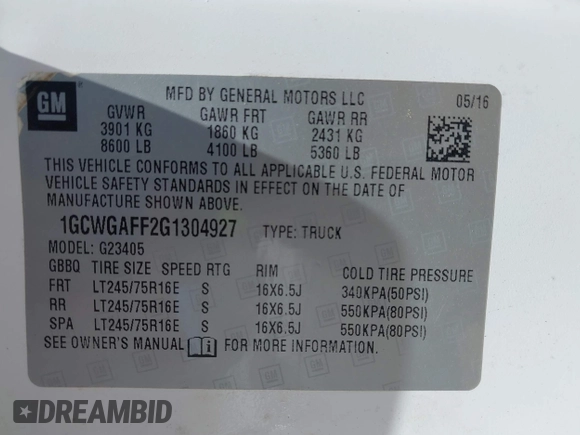 GM
MFD BY GENERAL MOTORS LLC 05/16
GVWR GAWR FRT GAWR RR
3901 KG 1860 KG 2431 KG
8600 LB 4100 LB 5360 LB
THIS VEHICLE CONFORMS TO ALL APPLICABLE U.S. FEDERAL MOTOR
VEHICLE SAFETY STANDARDS IN EFFECT ON THE DATE OF
MANUFACTURE SHOWN ABOVE.
1GCWGAFF2G1304927 TYPE: TRUCK
MODEL: G23405
GBBQ TIRE SIZE SPEED RTG RIM COLD TIRE PRESSURE
FRT LT245/75R16E S 16X6.5J 340KPA(50PSI)
RR LT245/75R16E S 16X6.5J 550KPA(80PSI)
SPA LT245/75R16E S 16X6.5J 550KPA(80PSI)
SEE OWNER'S MANUAL FOR MORE INFORMATION.
DREAMBID